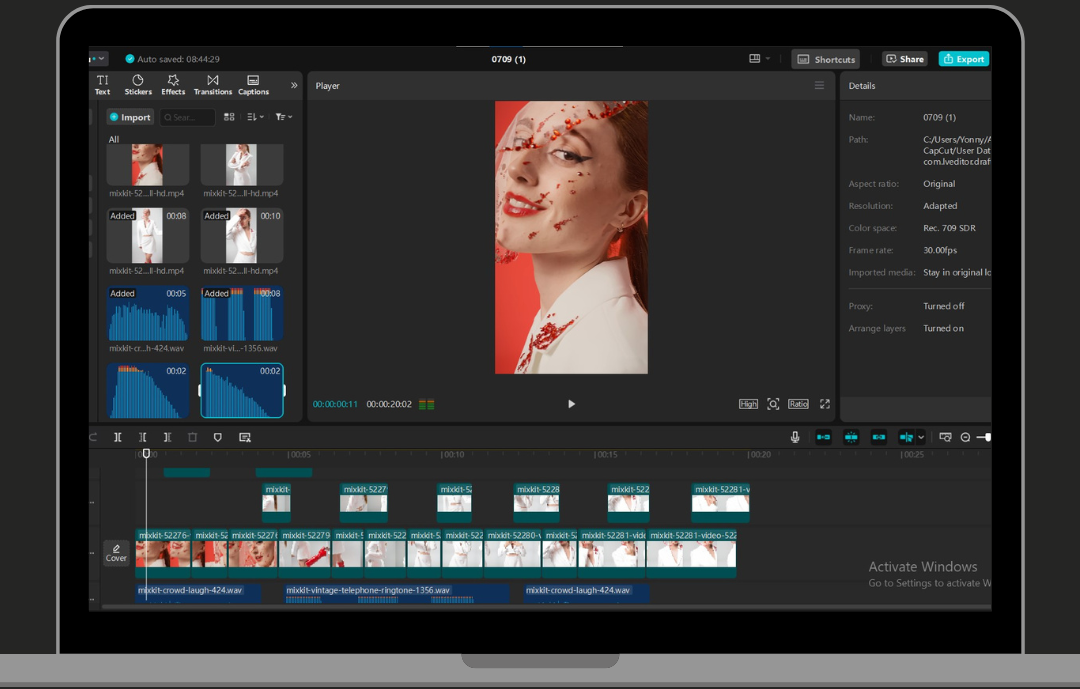 Auto saved: 08:44:29
0709 (1)
Shortcuts
Share
Export
TI
Text
Stickers
Effects
Transitions
Captions
»
Import
Sear...
All
mixkit-52...ll-hd.mp4
mixkit-52...ll-hd.mp4
Added 00:08
Added 00:10
mixkit-52...ll-hd.mp4
mixkit-52...ll-hd.mp4
Added 00:05
Added 00:08
mixkit-cr...h-424.wav
mixkit-vi...-1356.wav
00:02
00:02
Player
00:00:00:11 00:00:20:02
High
Ratio
Details
Name: 0709 (1)
Path: C:/Users/Yonny/A
CapCut/User Dat
com.lveditor.draf
Aspect ratio: Original
Resolution: Adapted
Color space: Rec. 709 SDR
Frame rate: 30.00fps
Imported media: Stay in original lo
Proxy: Turned off
Arrange layers Turned on
00:05
00:10
00:15
00:20
00:25
mixkit-
mixkit-5227
mixkit-52
mixkit-5228
mixkit-522
mixkit-52281-v
Cover
mixkit-52276-
mixkit-52
mixkit-52276
mixkit-52279
mixkit-5
mixkit-522
mixkit-52
mixkit-522
mixkit-52280-v
mixkit-5
mixkit-52281-vide
mixkit-52281-video-522
mixkit-crowd-laugh-424.wav
mixkit-vintage-telephone-ringtone-1356.wav
mixkit-crowd-laugh-424.wav
Activate Windows
Go to Settings to activate W